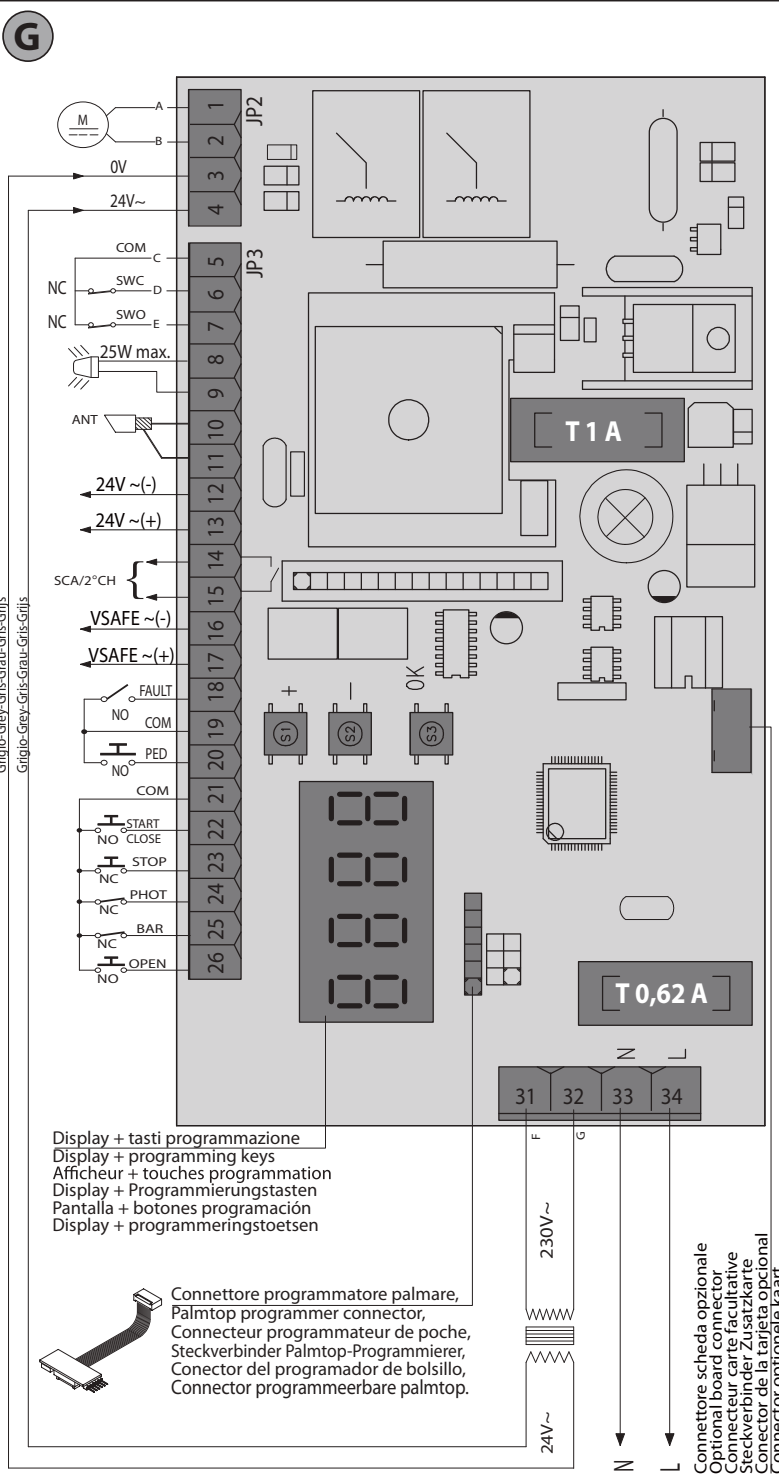 G
M
A
B
0V
24V~
1
2
3
4
JP2
COM
C
NC
SWC
D
NC
SWO
E
25W max.
ANT
24V ~(-)
24V ~(+)
SCA/2°CH
VSAFE ~(-)
VSAFE ~(+)
FAULT
NO
COM
PED
NO
COM
START
CLOSE
NO
STOP
NC
PHOT
NC
BAR
NC
OPEN
NO
5
6
7
8
9
10
11
12
13
14
15
16
17
18
19
20
21
22
23
24
25
26
JP3
T 1 A
+
–
OK
S1
S2
S3
T 0,62 A
N
L
31
32
33
34
F
G
Grigio-Grey-Gris-Grau-Gris-Grijs
Grigio-Grey-Gris-Grau-Gris-Grijs
Display + tasti programmazione
Display + programming keys
Afficheur + touches programmation
Display + Programmierungstasten
Pantalla + botones programación
Display + programmeringstoetsen
Connettore programmatore palmare,
Palmtop programmer connector,
Connecteur programmateur de poche,
Steckverbinder Palmtop-Programmierer,
Conector del programador de bolsillo,
Connector programmeerbare palmtop.
230V~
24V~
N
L
Connettore scheda opzionale
Optional board connector
Connecteur carte facultative
Steckverbinder Zusatzkarte
Conector de la tarjeta opcional
Connector optionele kaart